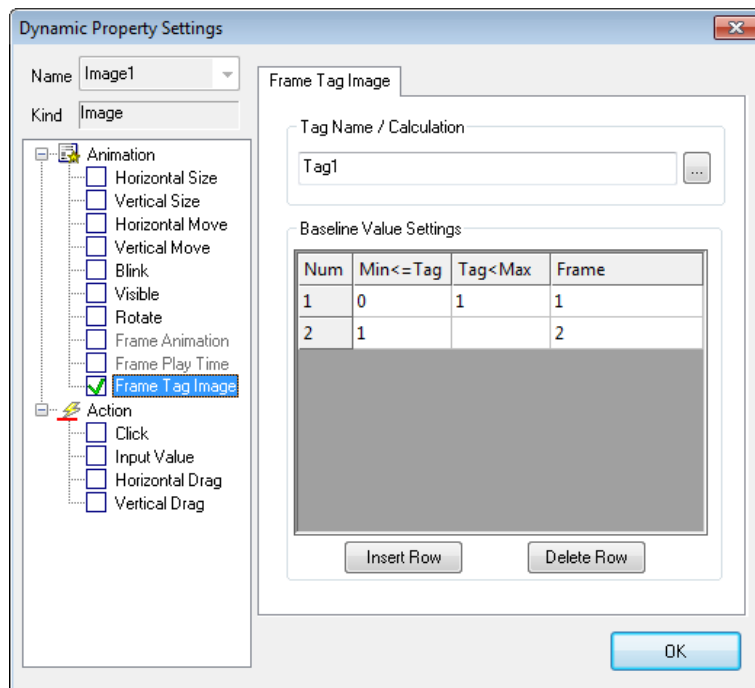 Dynamic Property Settings
Name Image1
Kind Image
Animation
Horizontal Size
Vertical Size
Horizontal Move
Vertical Move
Blink
Visible
Rotate
Frame Animation
Frame Play Time
Frame Tag Image
Action
Click
Input Value
Horizontal Drag
Vertical Drag
Frame Tag Image
Tag Name / Calculation
Tag1 ...
Baseline Value Settings
Num Min<=Tag Tag<Max Frame
1 0 1 1
2 1 2
Insert Row Delete Row
OK